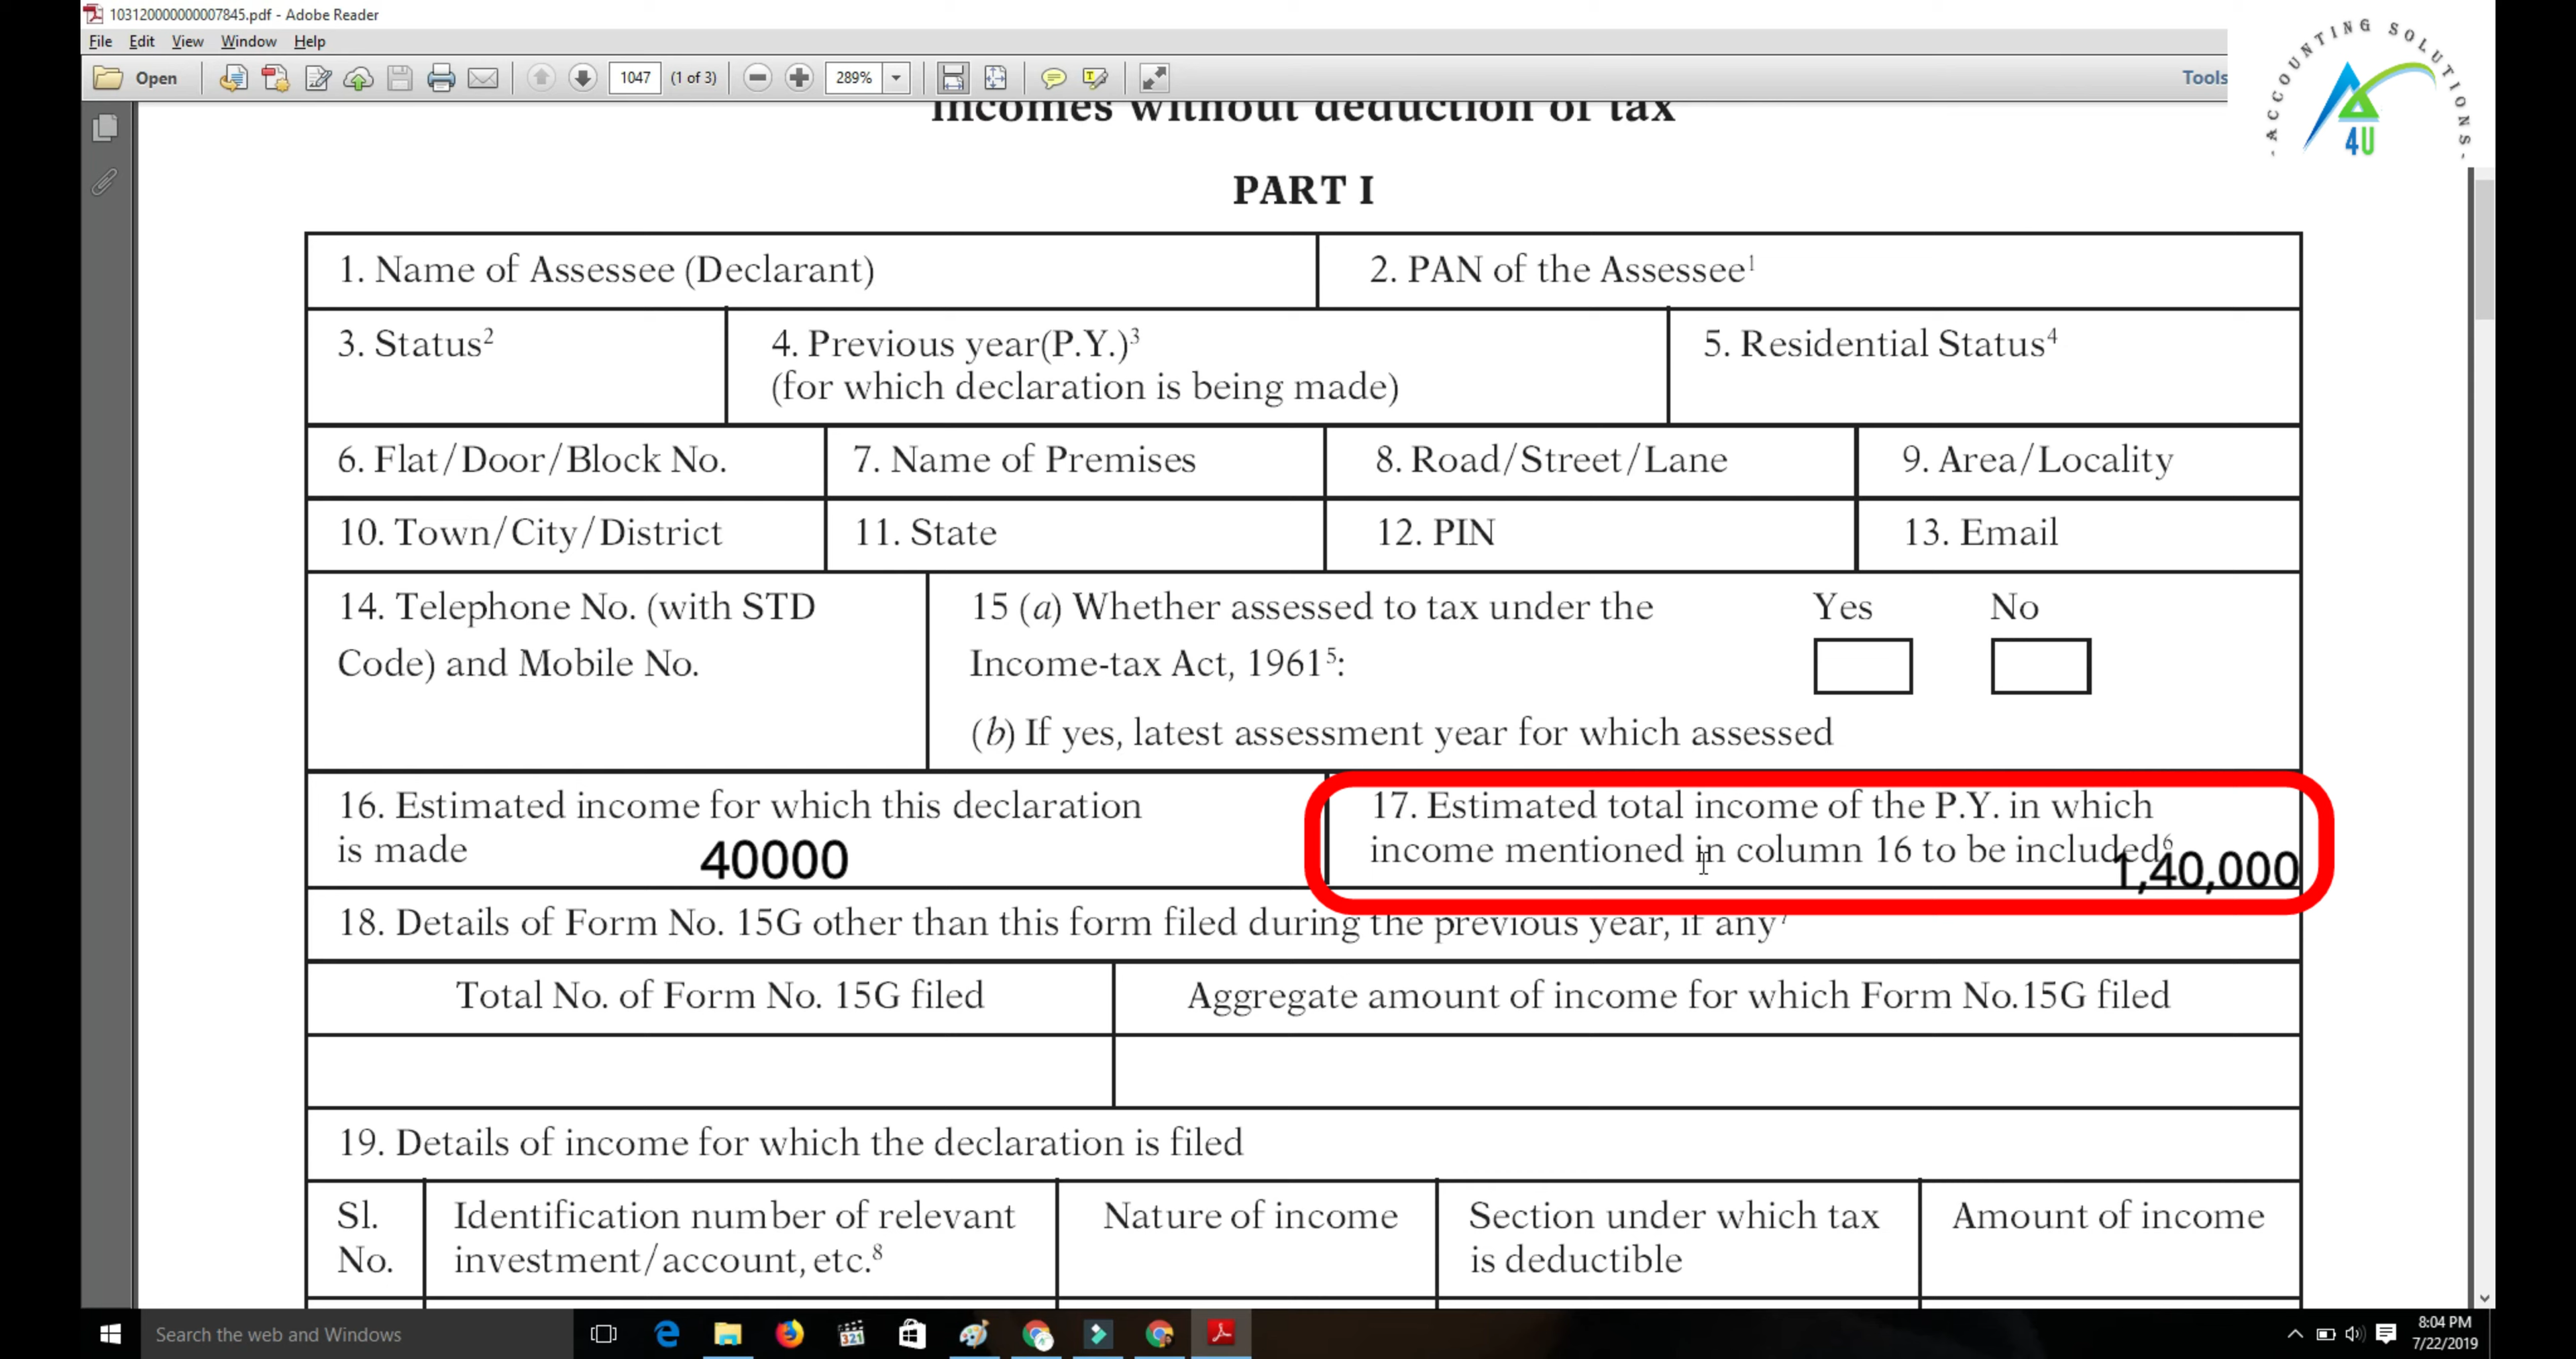 103120000000007845.pdf - Adobe Reader
File Edit View Window Help
Open 1047 (1 of 3) 289% Tools
ACCOUNTING SOLUTIONS
4U
incomes without deduction of tax
PART I
1. Name of Assessee (Declarant) 2. PAN of the Assessee¹
3. Status² 4. Previous year(P.Y.)³ 5. Residential Status⁴
(for which declaration is being made)
6. Flat/Door/Block No. 7. Name of Premises 8. Road/Street/Lane 9. Area/Locality
10. Town/City/District 11. State 12. PIN 13. Email
14. Telephone No. (with STD 15 (a) Whether assessed to tax under the Yes No
Code) and Mobile No. Income-tax Act, 1961⁵:
(b) If yes, latest assessment year for which assessed
16. Estimated income for which this declaration 17. Estimated total income of the P.Y. in which
is made 40000 income mentioned in column 16 to be included⁶ 1,40,000
18. Details of Form No. 15G other than this form filed during the previous year, if any⁷
Total No. of Form No. 15G filed Aggregate amount of income for which Form No.15G filed
19. Details of income for which the declaration is filed
Sl. Identification number of relevant Nature of income Section under which tax Amount of income
No. investment/account, etc.⁸ is deductible
Search the web and Windows 321 8:04 PM
7/22/2019